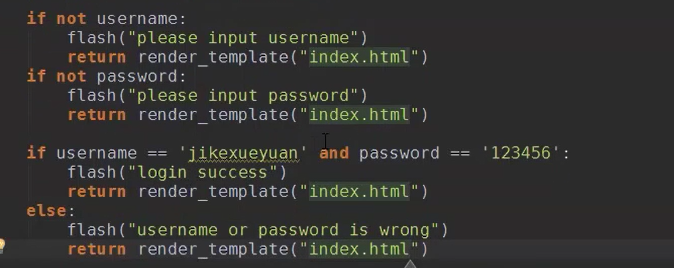 if not username:
    flash("please input username")
    return render_template("index.html")
if not password:
    flash("please input password")
    return render_template("index.html")

if username == 'jikexueyuan' and password == '123456':
    flash("login success")
    return render_template("index.html")
else:
    flash("username or password is wrong")
    return render_template("index.html")